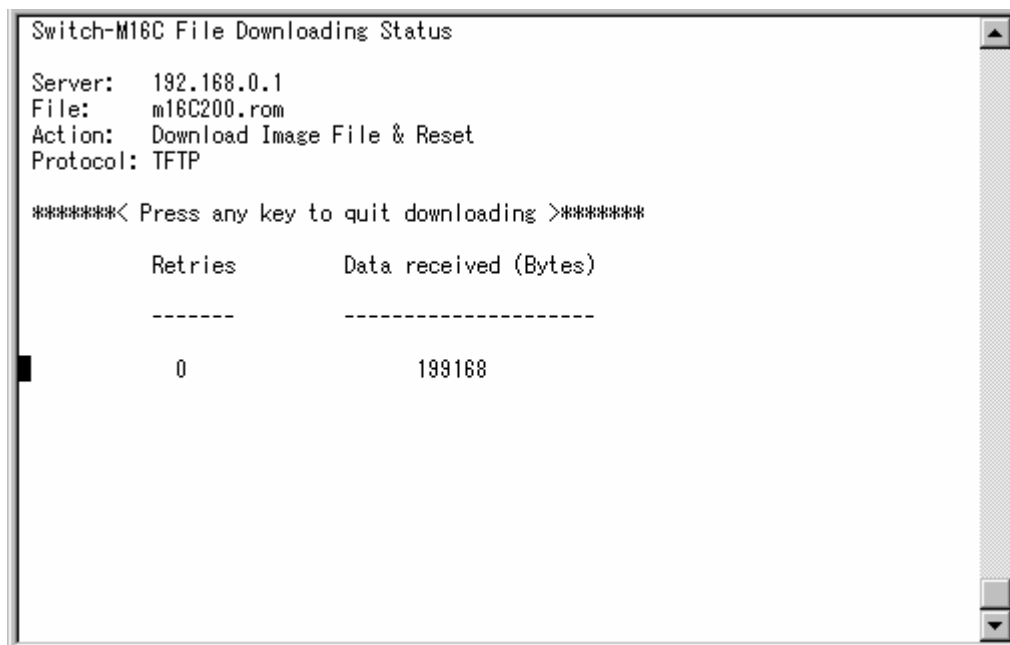 Switch-M16C File Downloading Status
Server: 192.168.0.1
File: m16C200.rom
Action: Download Image File & Reset
Protocol: TFTP
*******< Press any key to quit downloading >*******
Retries Data received (Bytes)
------- ---------------------
0 199168